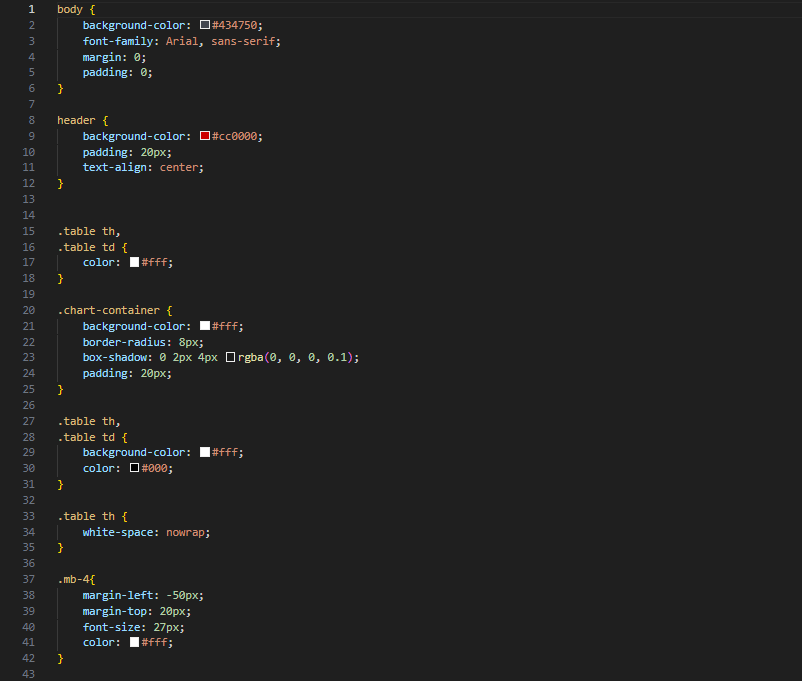 1 body {
2     background-color: #434750;
3     font-family: Arial, sans-serif;
4     margin: 0;
5     padding: 0;
6 }
7
8 header {
9     background-color: #cc0000;
10     padding: 20px;
11     text-align: center;
12 }
13
14
15 .table th,
16 .table td {
17     color: #fff;
18 }
19
20 .chart-container {
21     background-color: #fff;
22     border-radius: 8px;
23     box-shadow: 0 2px 4px rgba(0, 0, 0, 0.1);
24     padding: 20px;
25 }
26
27 .table th,
28 .table td {
29     background-color: #fff;
30     color: #000;
31 }
32
33 .table th {
34     white-space: nowrap;
35 }
36
37 .mb-4{
38     margin-left: -50px;
39     margin-top: 20px;
40     font-size: 27px;
41     color: #fff;
42 }
43